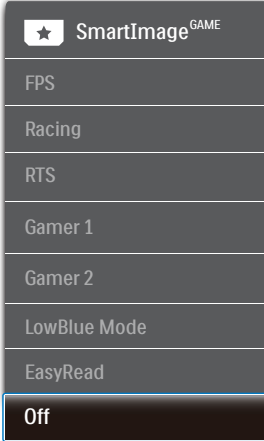 SmartImage GAME
FPS
Racing
RTS
Gamer 1
Gamer 2
LowBlue Mode
EasyRead
Off